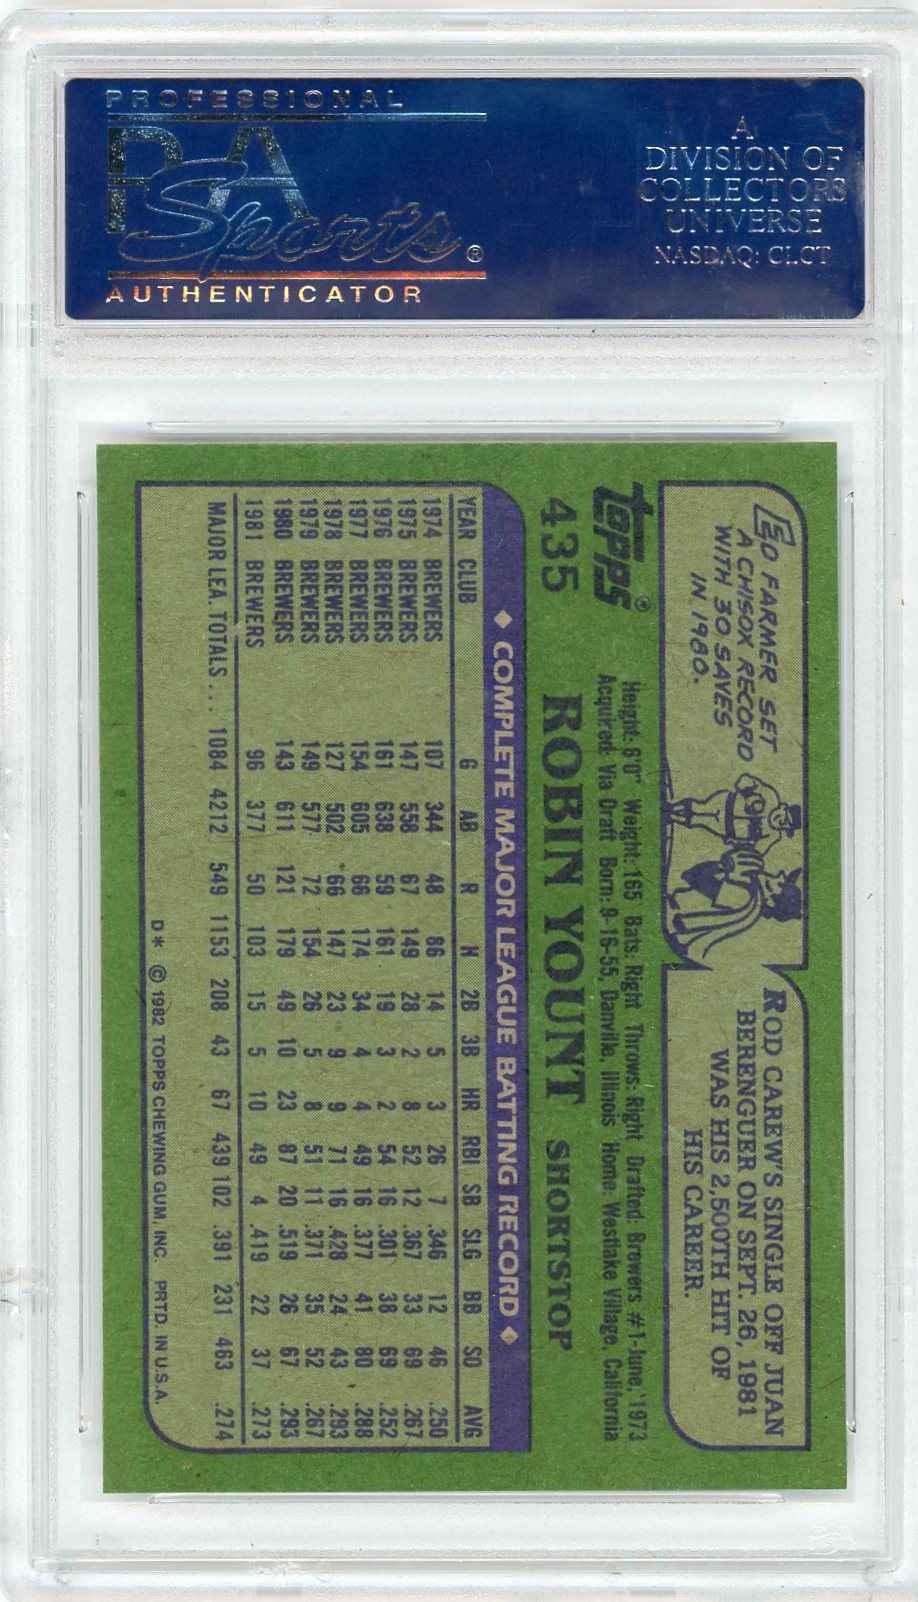 PROFESSIONAL
PSA
Sports®
AUTHENTICATOR
A
DIVISION OF
COLLECTORS
UNIVERSE
NASDAQ: CLCT
ED FARMER SET
A CHISOX RECORD
WITH 30 SAVES
IN 1980.
ROD CAREW'S SINGLE OFF JUAN
BERENGUER ON SEPT. 26, 1981
WAS HIS 2,500TH HIT OF
HIS CAREER.
Topps®
Height: 6'0" Weight: 165 Bats: Right Throws: Right Drafted: Brewers #1-June, 1973
Acquired: Via Draft Born: 9-16-55, Danville, Illinois Home: Westlake Village, California
435 ROBIN YOUNT SHORTSTOP
◆ COMPLETE MAJOR LEAGUE BATTING RECORD ◆
YEAR CLUB G AB R H 2B 3B HR RBI SB SLG BB SO AVG
1974 BREWERS 107 344 48 86 14 5 3 26 7 .346 12 46 .250
1975 BREWERS 147 558 67 149 28 2 8 52 12 .367 33 69 .267
1976 BREWERS 161 638 59 161 19 3 2 54 16 .301 38 69 .252
1977 BREWERS 154 605 66 174 34 4 4 49 16 .377 41 80 .288
1978 BREWERS 127 502 66 147 23 9 9 71 16 .428 24 43 .293
1979 BREWERS 149 577 72 154 26 5 8 51 11 .371 35 52 .267
1980 BREWERS 143 611 121 179 49 10 23 87 20 .519 26 67 .293
1981 BREWERS 96 377 50 103 15 5 10 49 4 .419 22 37 .273
MAJOR LEA. TOTALS ... 1084 4212 549 1153 208 43 67 439 102 .391 231 463 .274
D* © 1982 TOPPS CHEWING GUM, INC. PRTD. IN U.S.A.